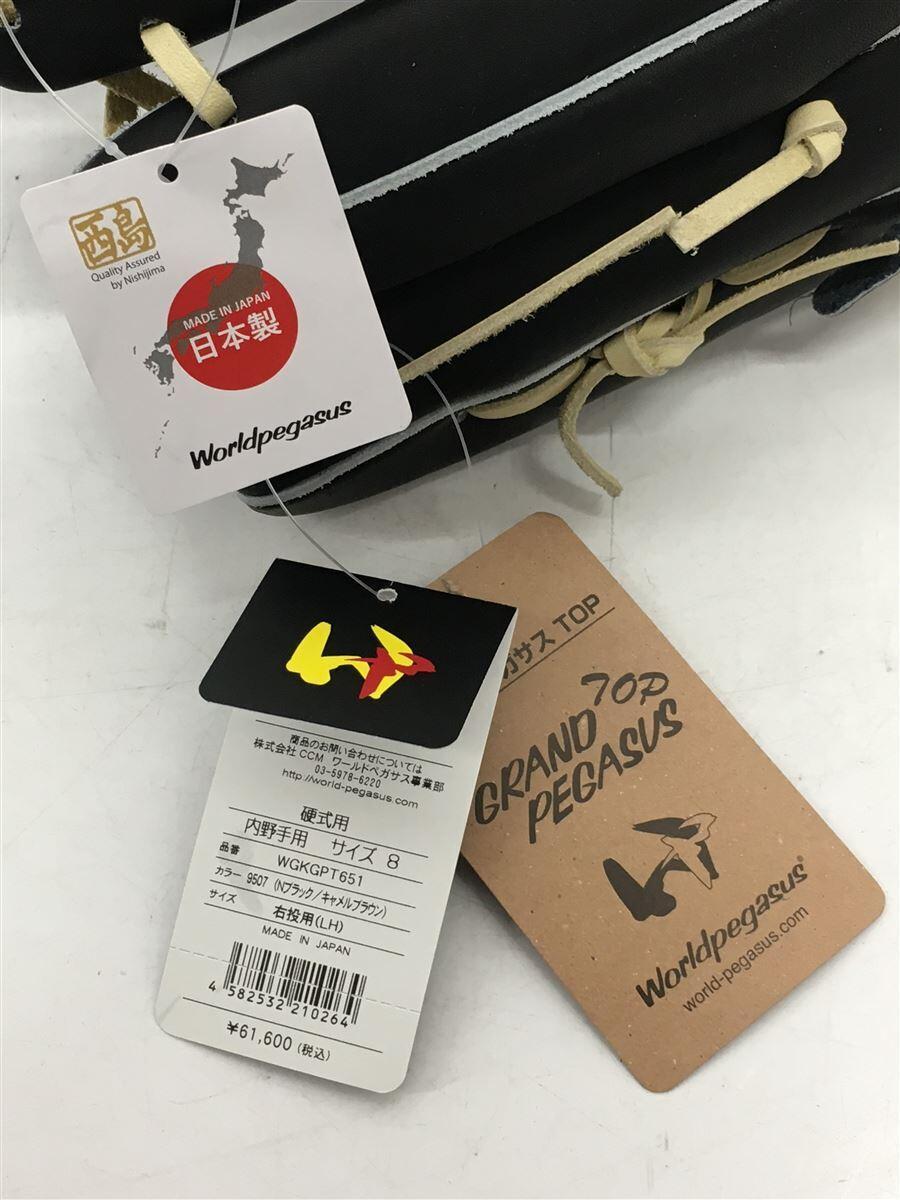 西島
Quality Assured
by Nishijima
MADE IN JAPAN
日本製
Worldpegasus
商品のお問い合わせについては
株式会社CCM ワールドペガサス事業部
03-5978-6220
http://world-pegasus.com
硬式用
内野手用 サイズ 8
品番 WGKGPT651
カラー 9507 (Nブラック/キャメルブラウン)
サイズ 右投用(LH)
MADE IN JAPAN
4 582532 210264
¥61,600 (税込)
ガサス TOP
TOP
GRAND
PEGASUS
Worldpegasus®
world-pegasus.com